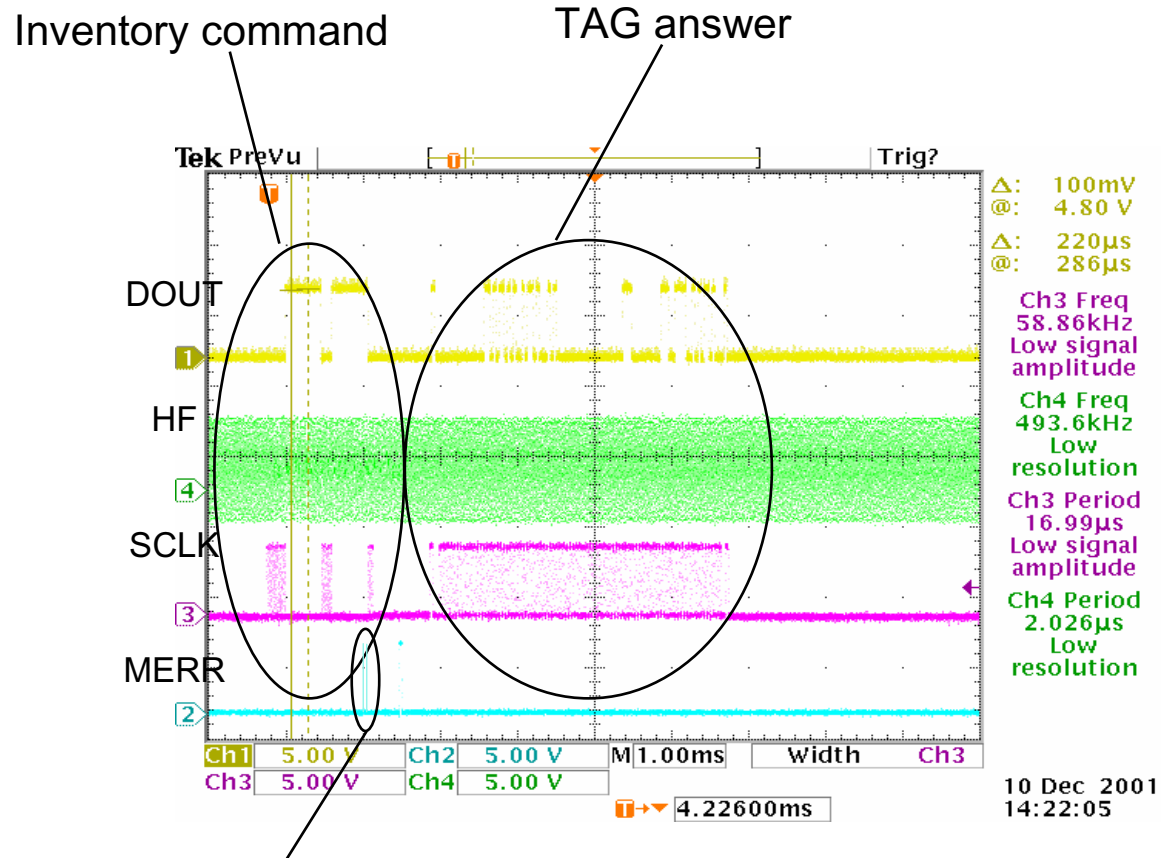 Inventory command
TAG answer
Tek PreVu
T
Trig?
T
Δ: 100mV
@: 4.80 V
Δ: 220µs
@: 286µs
DOUT
1
Ch3 Freq
58.86kHz
Low signal
amplitude
HF
4
Ch4 Freq
493.6kHz
Low
resolution
SCLK
3
Ch3 Period
16.99µs
Low signal
amplitude
MERR
2
Ch4 Period
2.026µs
Low
resolution
Ch1 5.00 V Ch2 5.00 V M 1.00ms Width Ch3
Ch3 5.00 V Ch4 5.00 V
T→▼ 4.22600ms
10 Dec 2001
14:22:05